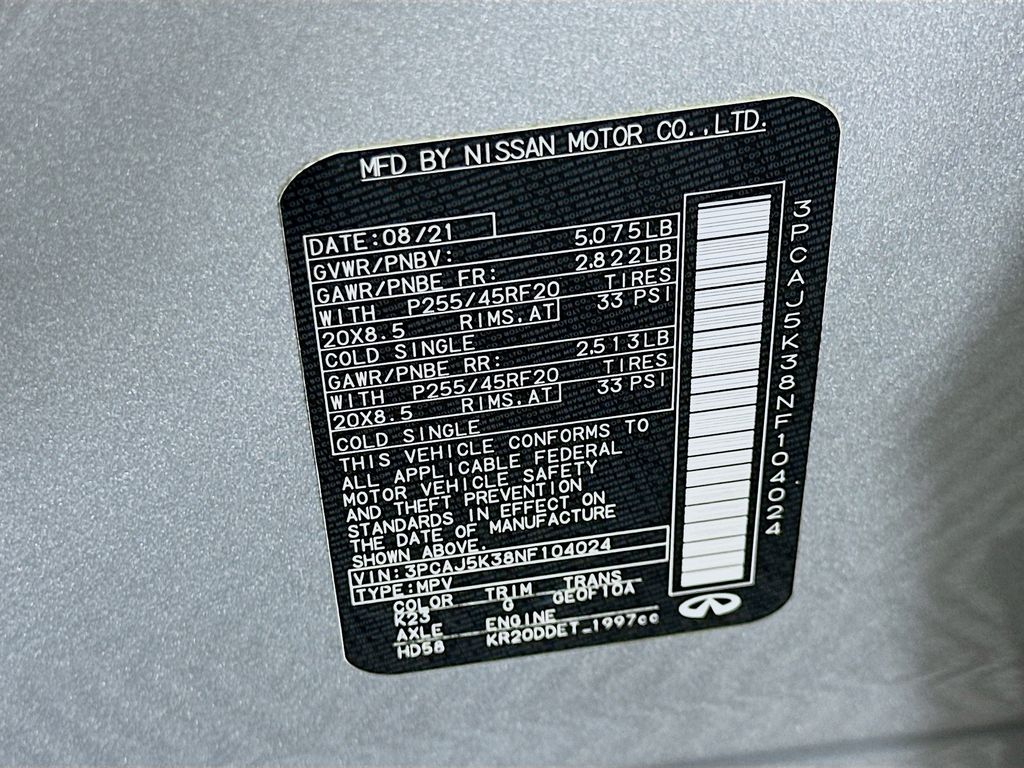 MFD BY NISSAN MOTOR CO.,LTD.
DATE:08/21
GVWR/PNBV: 5,075LB
GAWR/PNBE FR: 2,822LB
WITH P255/45RF20 TIRES
20X8.5 RIMS,AT 33 PSI
COLD SINGLE
GAWR/PNBE RR: 2,513LB
WITH P255/45RF20 TIRES
20X8.5 RIMS,AT 33 PSI
COLD SINGLE
THIS VEHICLE CONFORMS TO
ALL APPLICABLE FEDERAL
MOTOR VEHICLE SAFETY
AND THEFT PREVENTION
STANDARDS IN EFFECT ON
THE DATE OF MANUFACTURE
SHOWN ABOVE.
VIN:3PCAJ5K38NF104024
TYPE:MPV
COLOR TRIM TRANS
K23 G GE0F10A
AXLE ENGINE
HD58 KR20DDET_1997cc
3PCAJ5K38NF104024